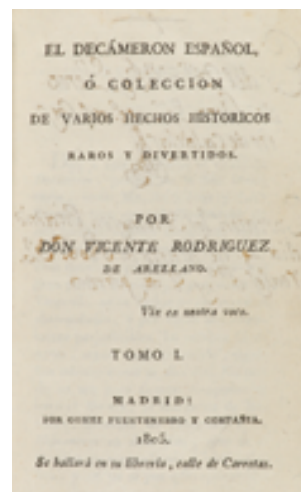 EL DECÁMERON ESPAÑOL,
Ó COLECCION
DE VARIOS HECHOS HISTORICOS
RAROS Y DIVERTIDOS.
POR
DON VICENTE RODRIGUEZ
DE ARELLANO.
Vix ea nostra voco.
TOMO I.
MADRID:
POR GOMEZ FUENTENEBRO Y COMPAÑIA.
1805.
Se hallará en su librería, calle de Carretas.